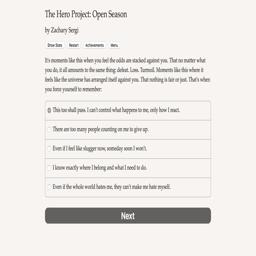 The Hero Project: Open Season
by Zachary Sergi
Show Stats Restart Achievements Menu
It's moments like this when you feel the odds are stacked against you. That no matter what
you do, it all amounts to the same thing: defeat. Loss. Turmoil. Moments like this where it
feels like the universe has arranged itself against you. That nothing is fair or just. That's when
you force yourself to remember:
This too shall pass. I can't control what happens to me, only how I react.
There are too many people counting on me to give up.
Even if I feel like slugger now, someday soon I won't.
I know exactly where I belong and what I need to do.
Even if the whole world hates me, they can't make me hate myself.
Next